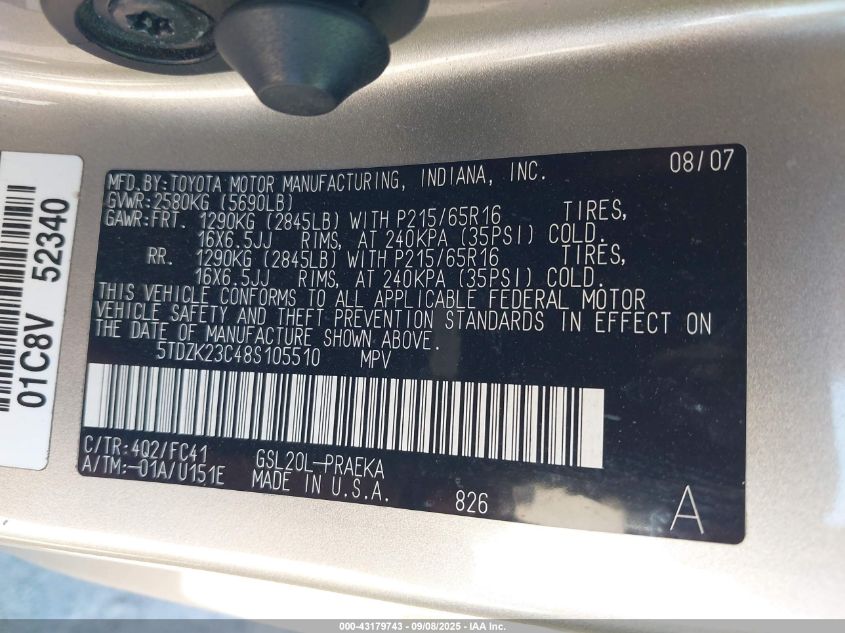 08/07
MFD.BY:TOYOTA MOTOR MANUFACTURING, INDIANA, INC.
GVWR:2580KG (5690LB)
GAWR:FRT. 1290KG (2845LB) WITH P215/65R16 TIRES,
16X6.5JJ RIMS, AT 240KPA (35PSI) COLD.
RR. 1290KG (2845LB) WITH P215/65R16 TIRES,
16X6.5JJ RIMS, AT 240KPA (35PSI) COLD.
THIS VEHICLE CONFORMS TO ALL APPLICABLE FEDERAL MOTOR
VEHICLE SAFETY AND THEFT PREVENTION STANDARDS IN EFFECT ON
THE DATE OF MANUFACTURE SHOWN ABOVE.
5TDZK23C48S105510 MPV
C/TR:4Q2/FC41
A/TM:-01A/U151E
GSL20L-PRAEKA
MADE IN U.S.A.
826
A
01C8V 52340
000-43179743 - 09/08/2025 - IAA Inc.